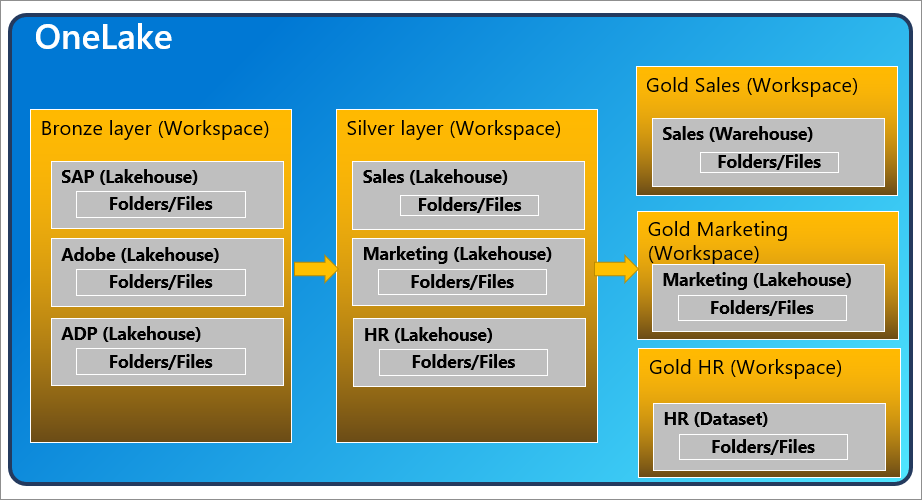 OneLake
Bronze layer (Workspace)
SAP (Lakehouse)
Folders/Files
Adobe (Lakehouse)
Folders/Files
ADP (Lakehouse)
Folders/Files
Silver layer (Workspace)
Sales (Lakehouse)
Folders/Files
Marketing (Lakehouse)
Folders/Files
HR (Lakehouse)
Folders/Files
Gold Sales (Workspace)
Sales (Warehouse)
Folders/Files
Gold Marketing
(Workspace)
Marketing (Lakehouse)
Folders/Files
Gold HR (Workspace)
HR (Dataset)
Folders/Files